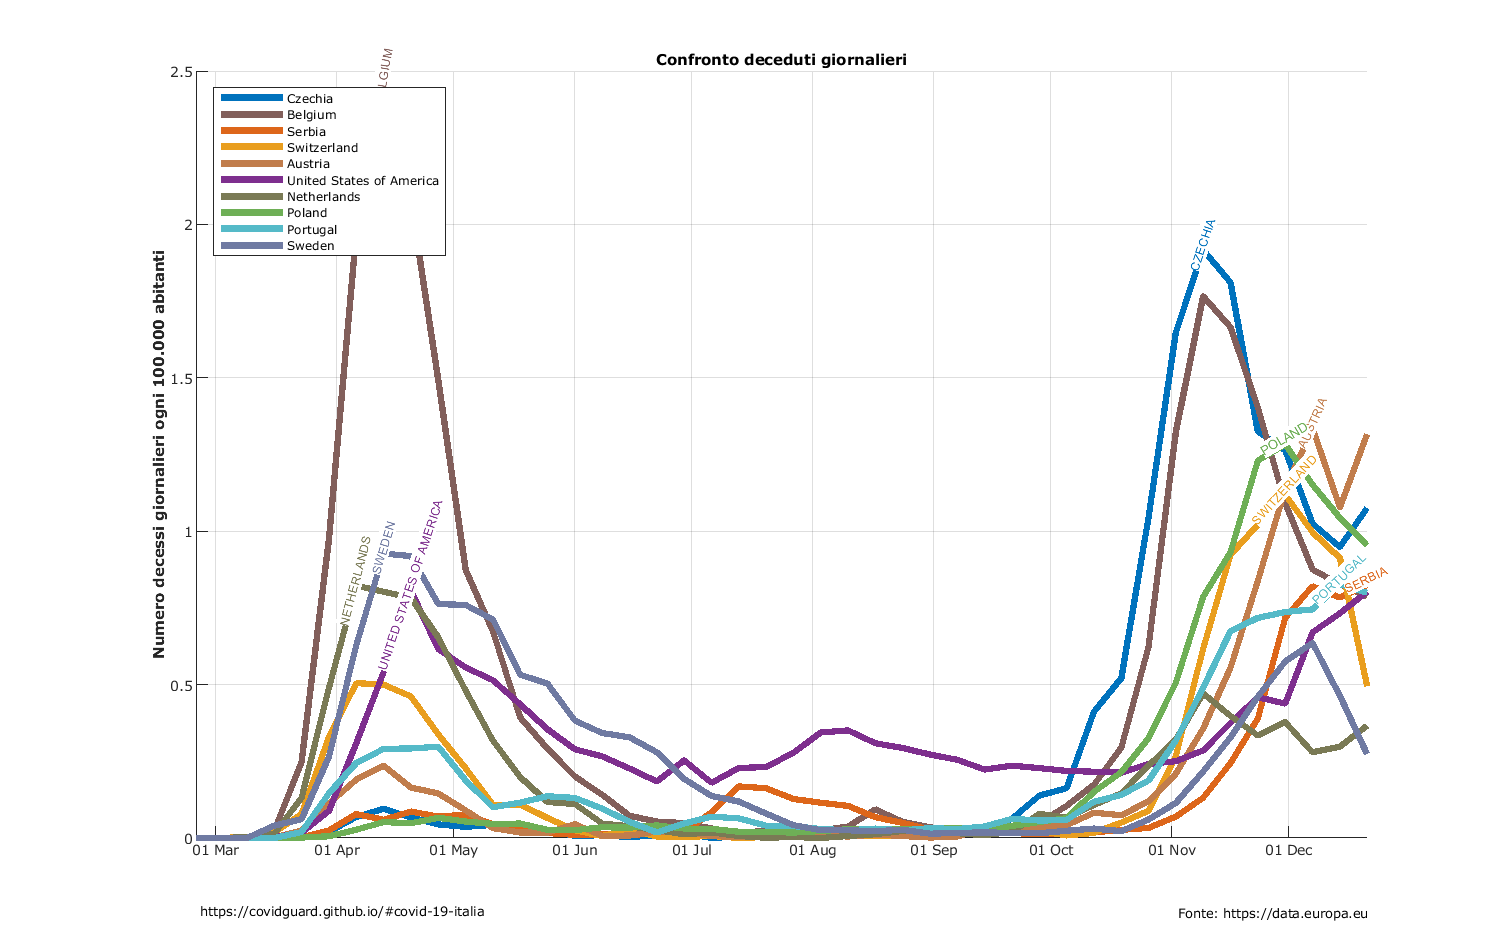 Confronto deceduti giornalieri
Numero decessi giornalieri ogni 100.000 abitanti
2.5
2
1.5
1
0.5
0
LGIUM
Czechia
Belgium
Serbia
Switzerland
Austria
United States of America
Netherlands
Poland
Portugal
Sweden
NETHERLANDS
SWEDEN
UNITED STATES OF AMERICA
CZECHIA
POLAND
AUSTRIA
SWITZERLAND
PORTUGAL
SERBIA
01 Mar
01 Apr
01 May
01 Jun
01 Jul
01 Aug
01 Sep
01 Oct
01 Nov
01 Dec
https://covidguard.github.io/#covid-19-italia
Fonte: https://data.europa.eu